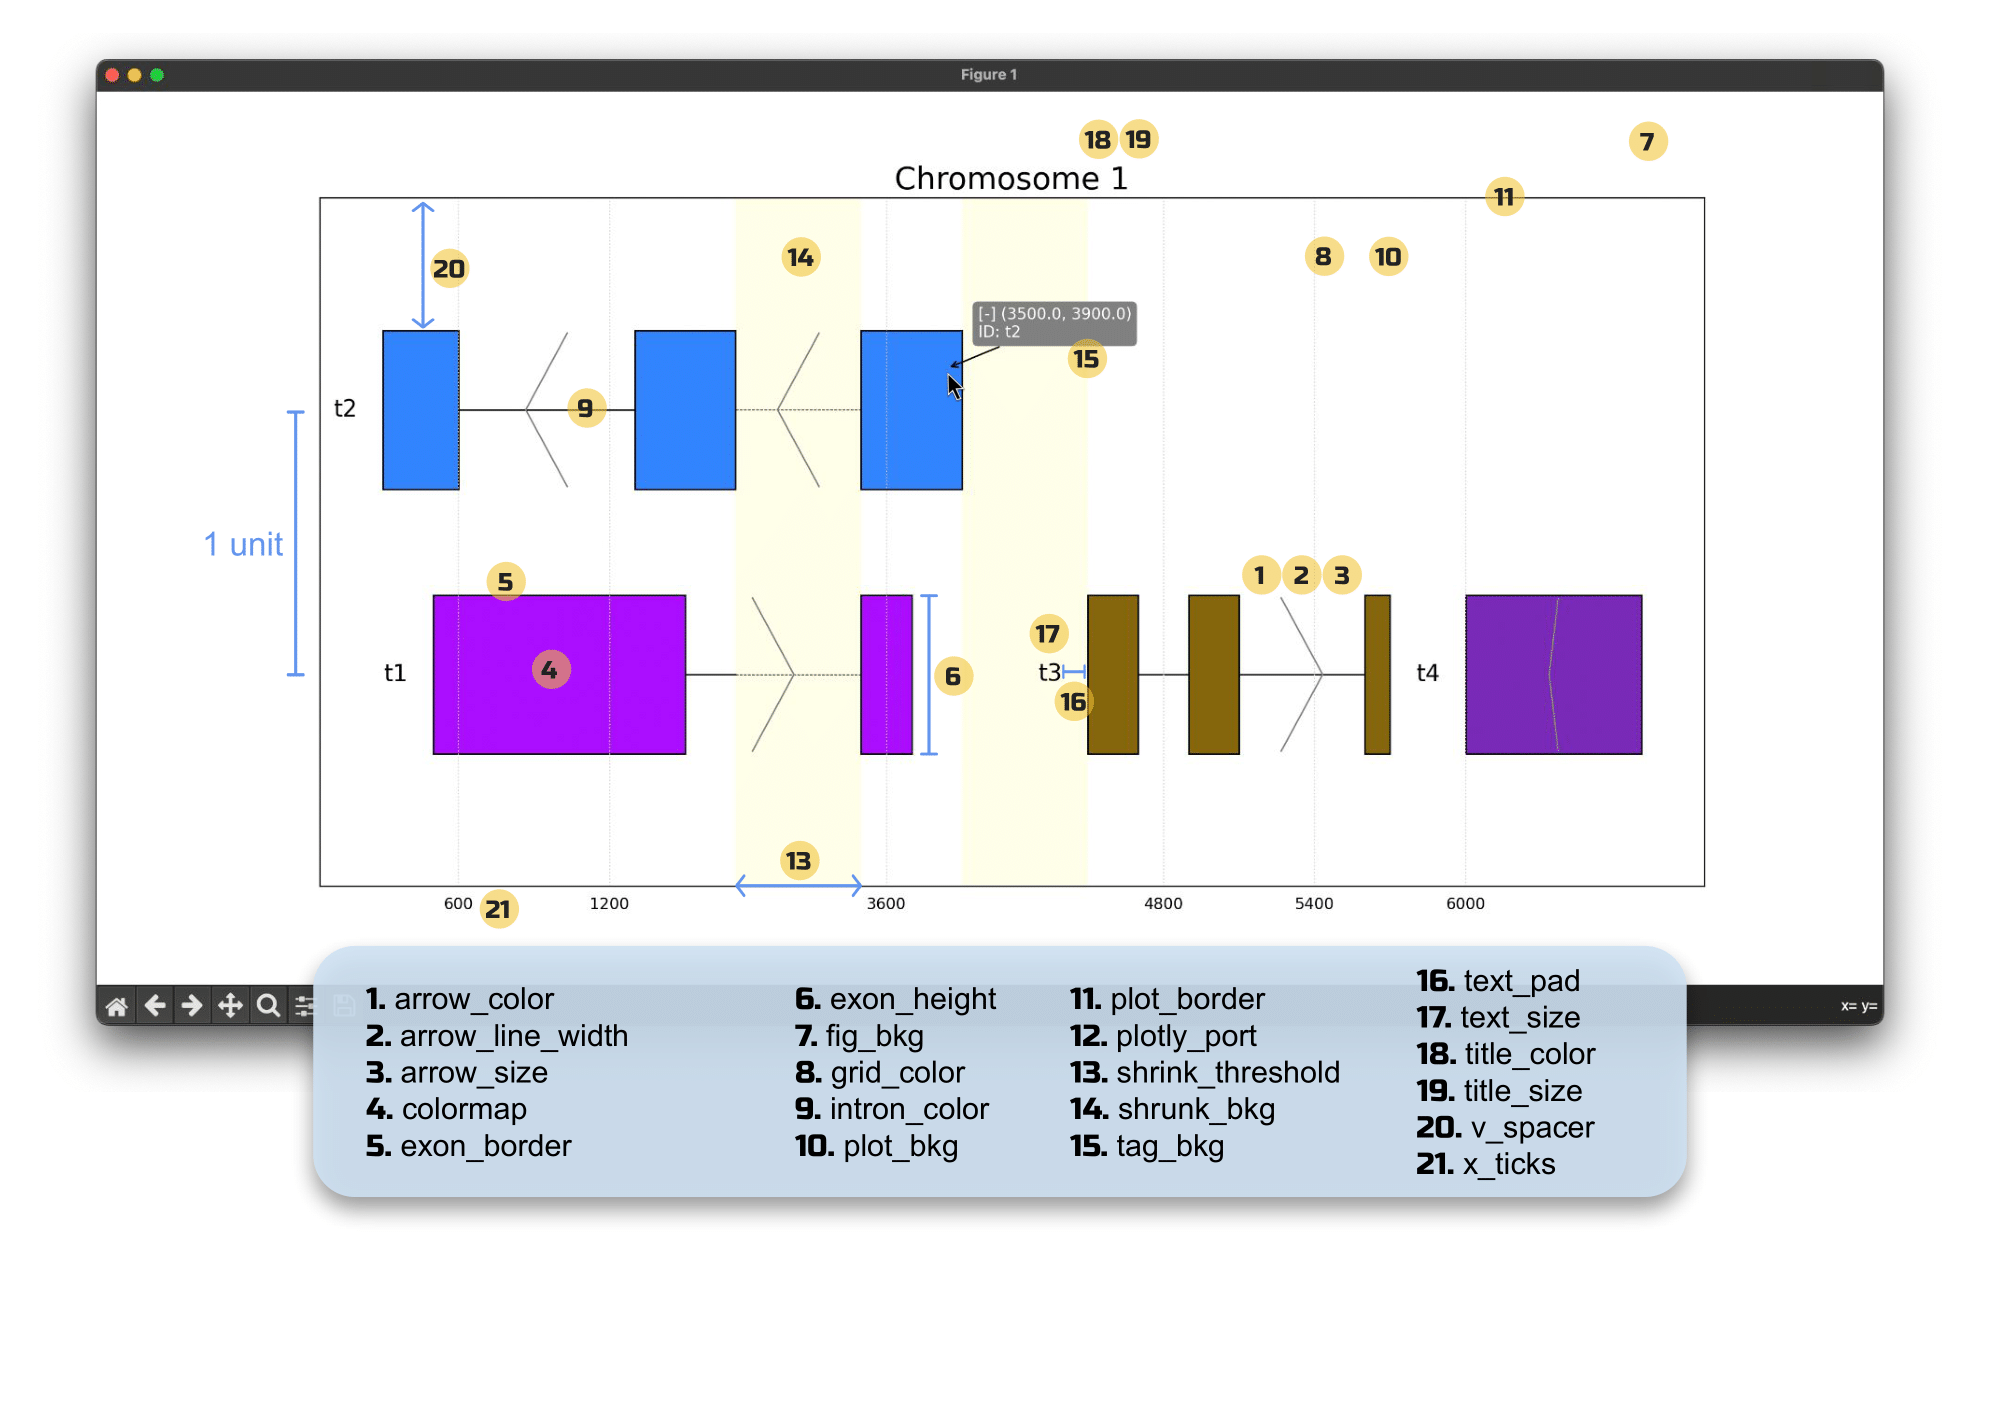 Figure 1
18 19
7
Chromosome 1
11
20
14
8 10
[-] (3500.0, 3900.0)
ID: t2
15
t2
9
1 unit
5
1 2 3
17
4
t1
6
t3
t4
16
13
600 1200 3600 4800 5400 6000
21
1. arrow_color
2. arrow_line_width
3. arrow_size
4. colormap
5. exon_border
6. exon_height
7. fig_bkg
8. grid_color
9. intron_color
10. plot_bkg
11. plot_border
12. plotly_port
13. shrink_threshold
14. shrunk_bkg
15. tag_bkg
16. text_pad
17. text_size
18. title_color
19. title_size
20. v_spacer
21. x_ticks
x= y=